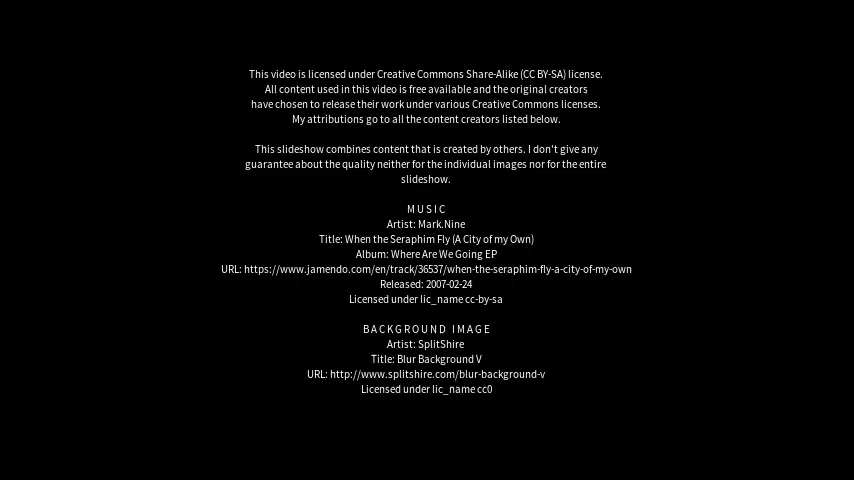 This video is licensed under Creative Commons Share-Alike (CC BY-SA) license.
All content used in this video is free available and the original creators
have chosen to release their work under various Creative Commons licenses.
My attributions go to all the content creators listed below.
This slideshow combines content that is created by others. I don't give any
guarantee about the quality neither for the individual images nor for the entire
slideshow.
MUSIC
Artist: Mark.Nine
Title: When the Seraphim Fly (A City of my Own)
Album: Where Are We Going EP
URL: https://www.jamendo.com/en/track/36537/when-the-seraphim-fly-a-city-of-my-own
Released: 2007-02-24
Licensed under lic_name cc-by-sa
BACKGROUND IMAGE
Artist: SplitShire
Title: Blur Background V
URL: http://www.splitshire.com/blur-background-v
Licensed under lic_name cc0